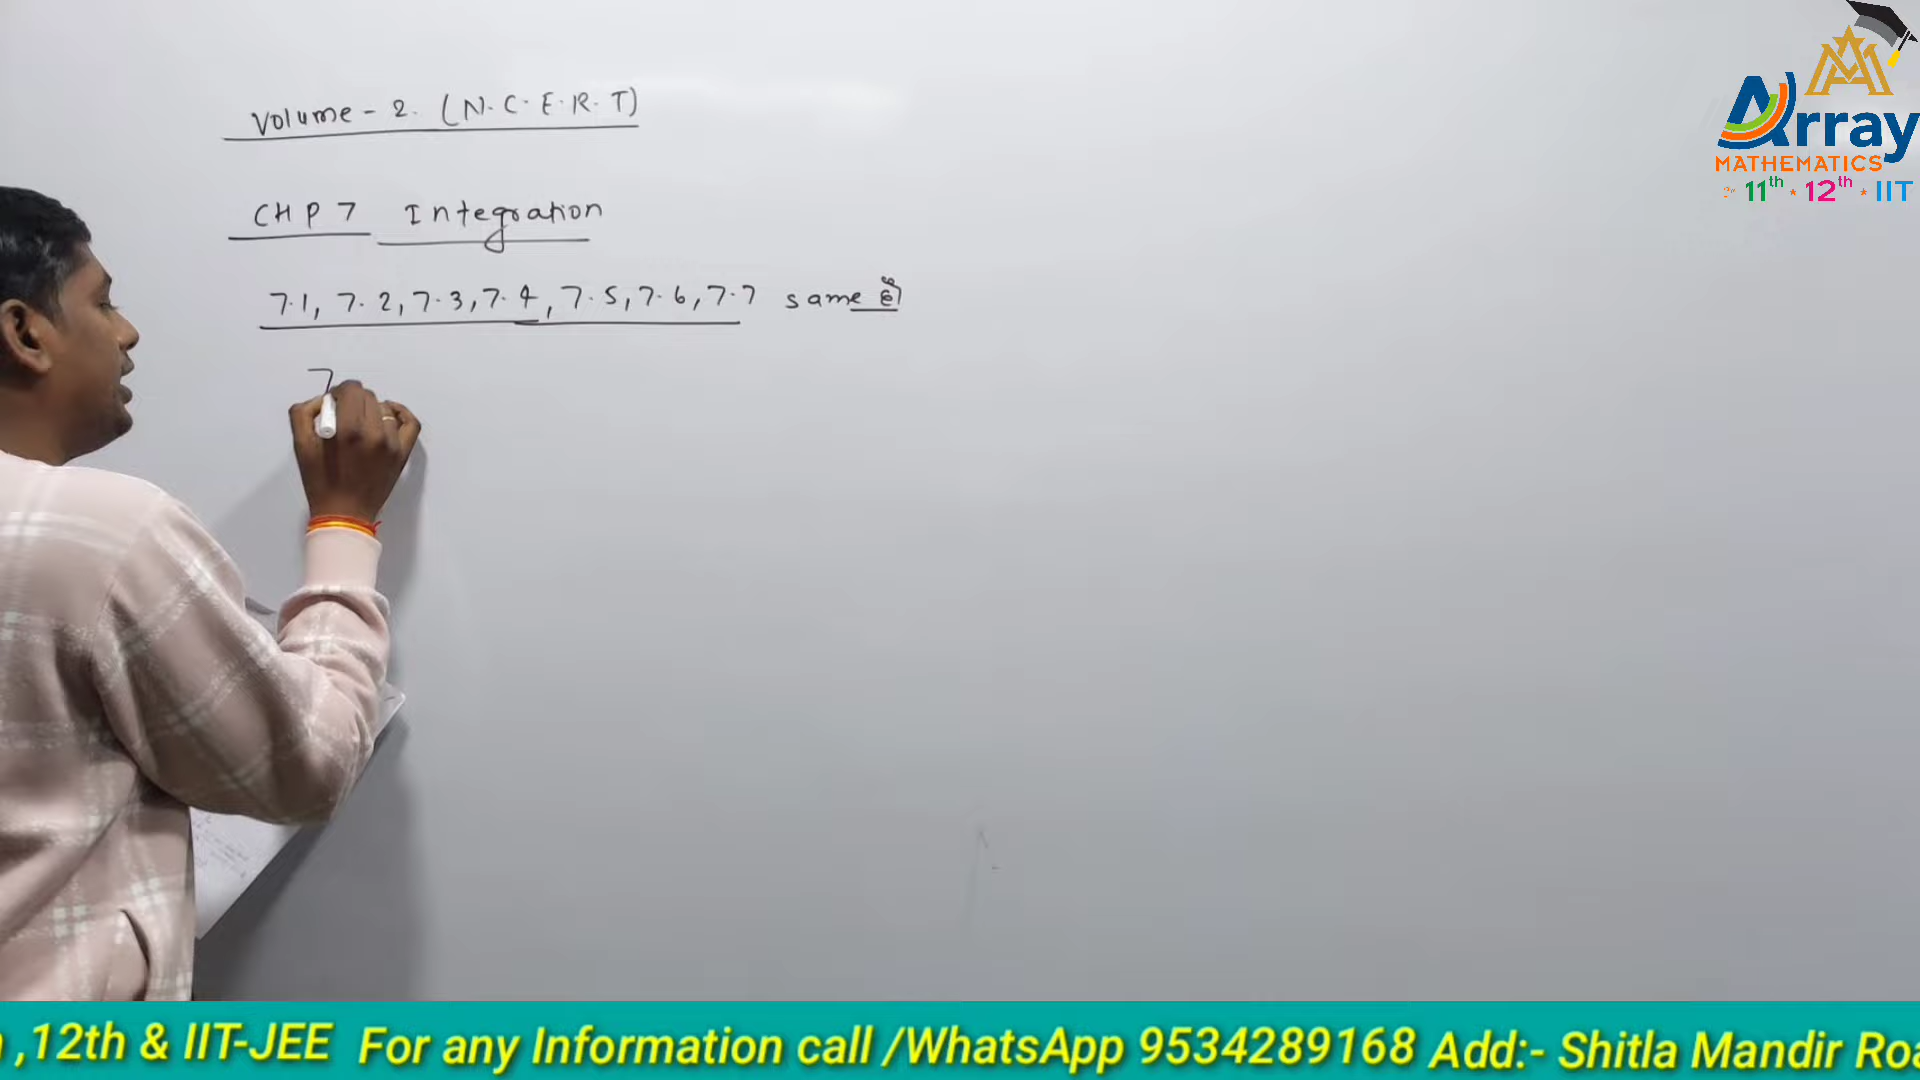 Volume - 2. (N.C.E.R.T)
CHP 7 Integration
7.1, 7.2, 7.3, 7.4, 7.5, 7.6, 7.7 same है
7
Array
MATHEMATICS
11th * 12th * IIT
,12th & IIT-JEE For any Information call /WhatsApp 9534289168 Add:- Shitla Mandir Roa